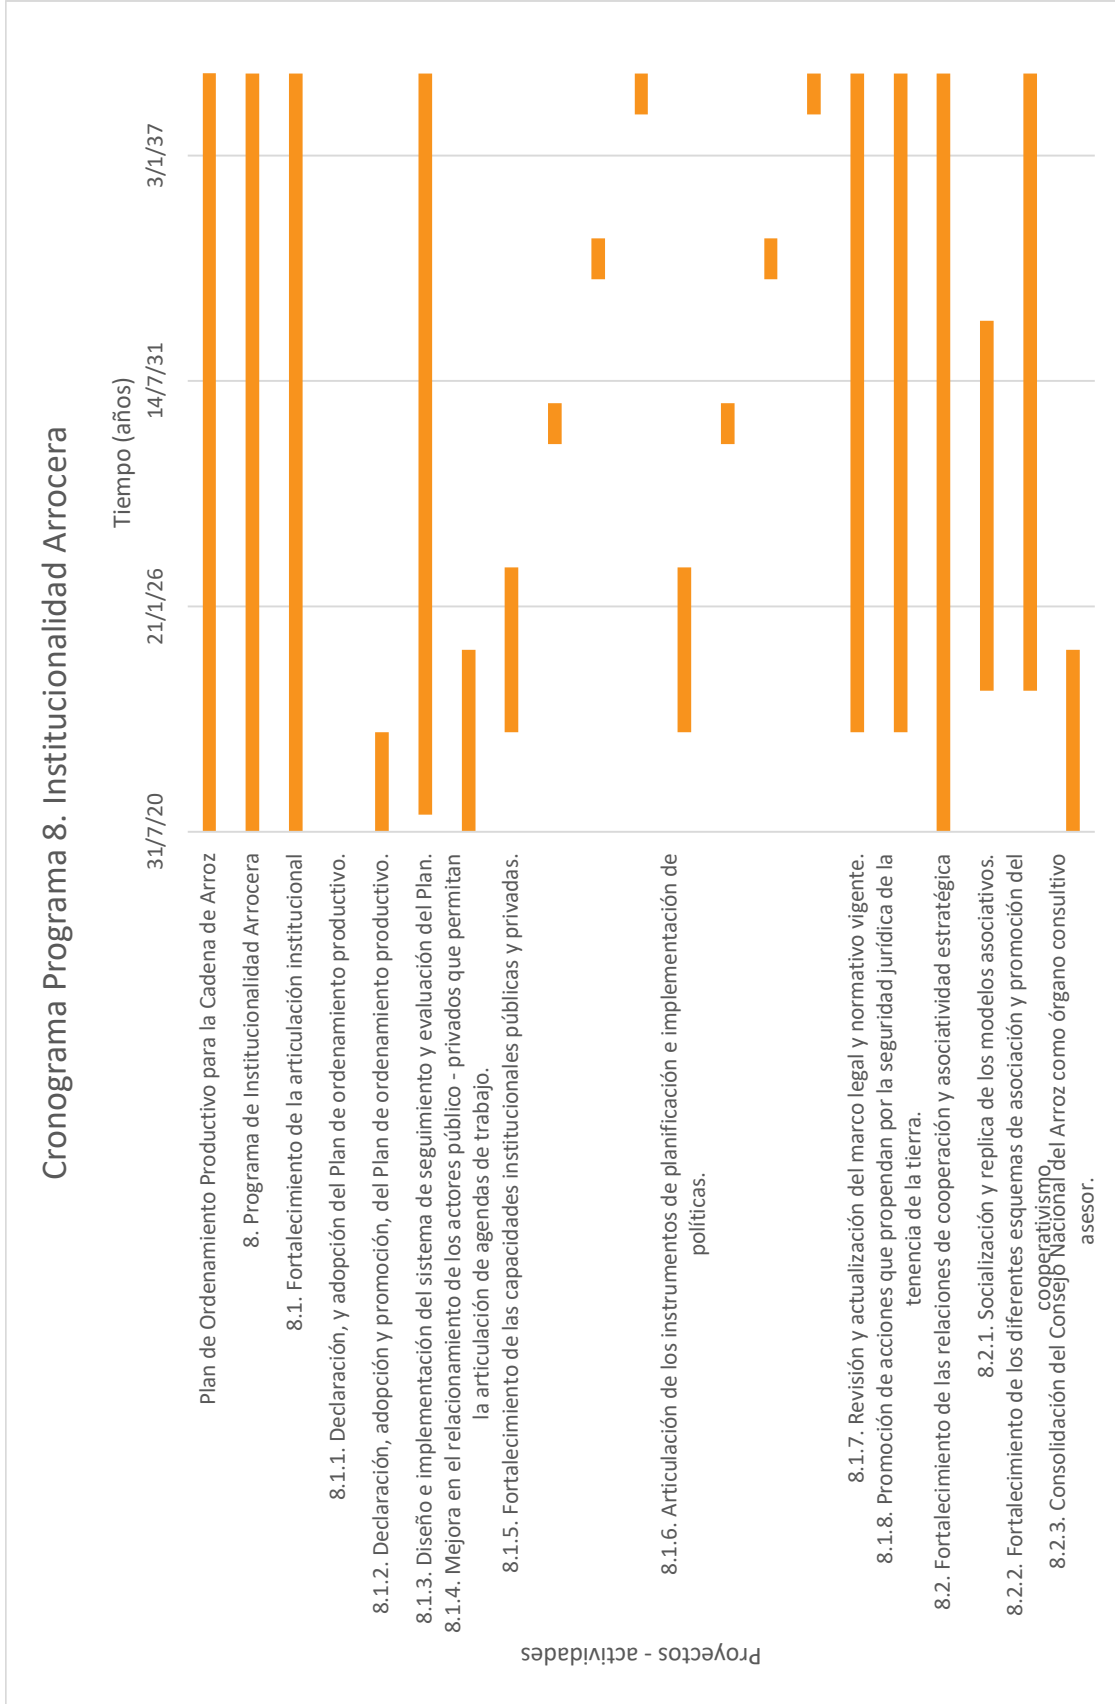 Cronograma Programa 8. Institucionalidad Arrocera
Tiempo (años)
31/7/20
21/1/26
14/7/31
3/1/37
Plan de Ordenamiento Productivo para la Cadena de Arroz
8. Programa de Institucionalidad Arrocera
8.1. Fortalecimiento de la articulación institucional
8.1.1. Declaración, y adopción del Plan de ordenamiento productivo.
8.1.2. Declaración, adopción y promoción, del Plan de ordenamiento productivo.
8.1.3. Diseño e implementación del sistema de seguimiento y evaluación del Plan.
8.1.4. Mejora en el relacionamiento de los actores público - privados que permitan
la articulación de agendas de trabajo.
8.1.5. Fortalecimiento de las capacidades institucionales públicas y privadas.
8.1.6. Articulación de los instrumentos de planificación e implementación de
políticas.
8.1.7. Revisión y actualización del marco legal y normativo vigente.
8.1.8. Promoción de acciones que propendan por la seguridad jurídica de la
tenencia de la tierra.
8.2. Fortalecimiento de las relaciones de cooperación y asociatividad estratégica
8.2.1. Socialización y replica de los modelos asociativos.
8.2.2. Fortalecimiento de los diferentes esquemas de asociación y promoción del
cooperativismo
8.2.3. Consolidación del Consejo Nacional del Arroz como órgano consultivo
asesor.
Proyectos - actividades